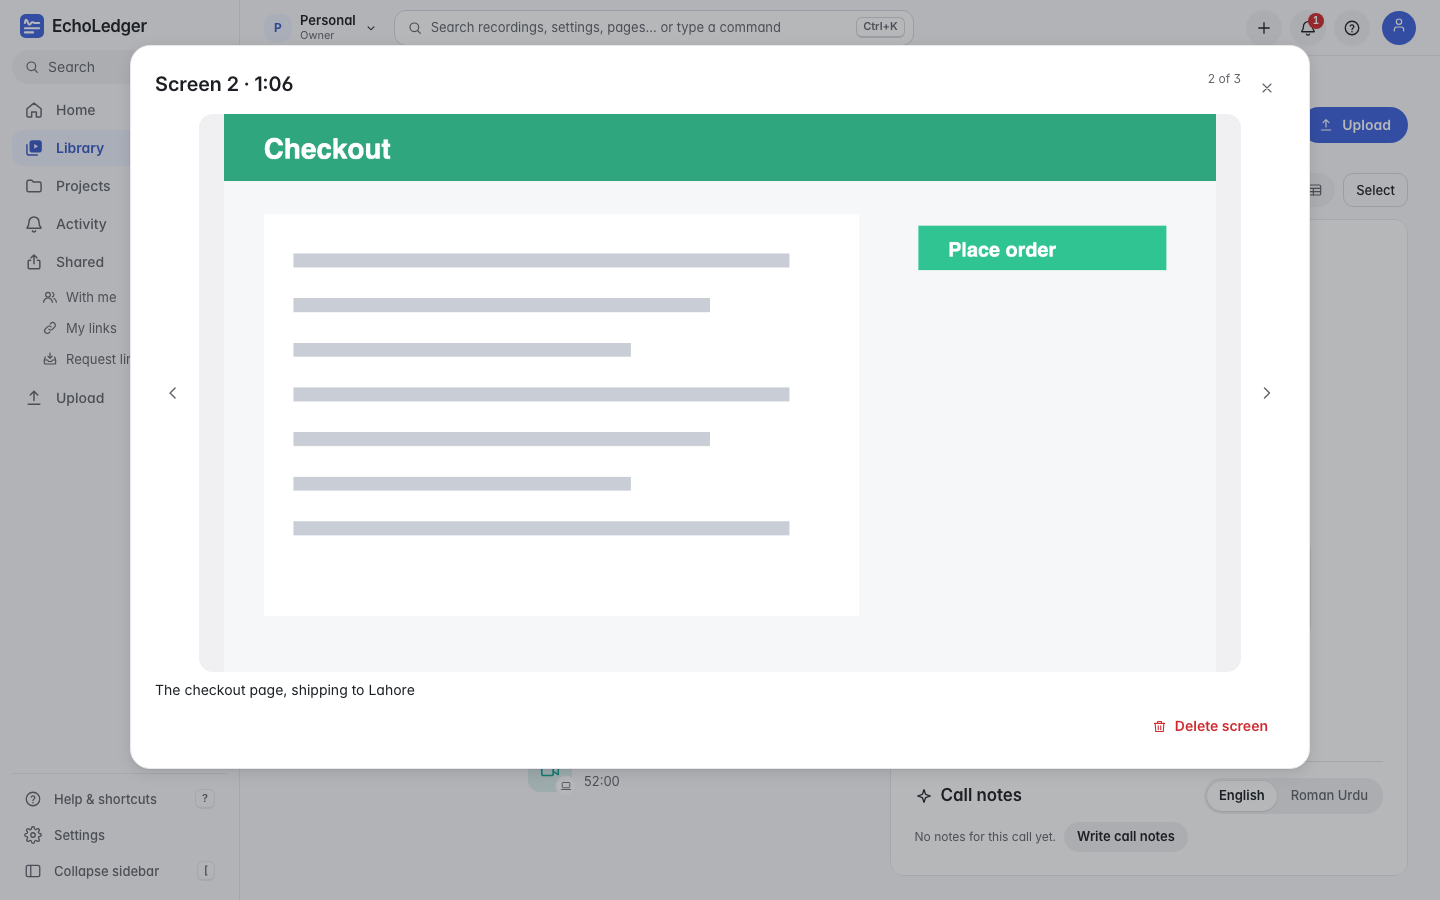 EchoLedger
P
Personal
Owner
Search recordings, settings, pages... or type a command
Ctrl+K
1
Search
Home
Library
Projects
Activity
Shared
With me
My links
Request lin
Upload
Screen 2 · 1:06
2 of 3
Checkout
Place order
The checkout page, shipping to Lahore
Delete screen
Upload
Select
52:00
Call notes
English
Roman Urdu
No notes for this call yet.
Write call notes
Help & shortcuts
?
Settings
Collapse sidebar
[